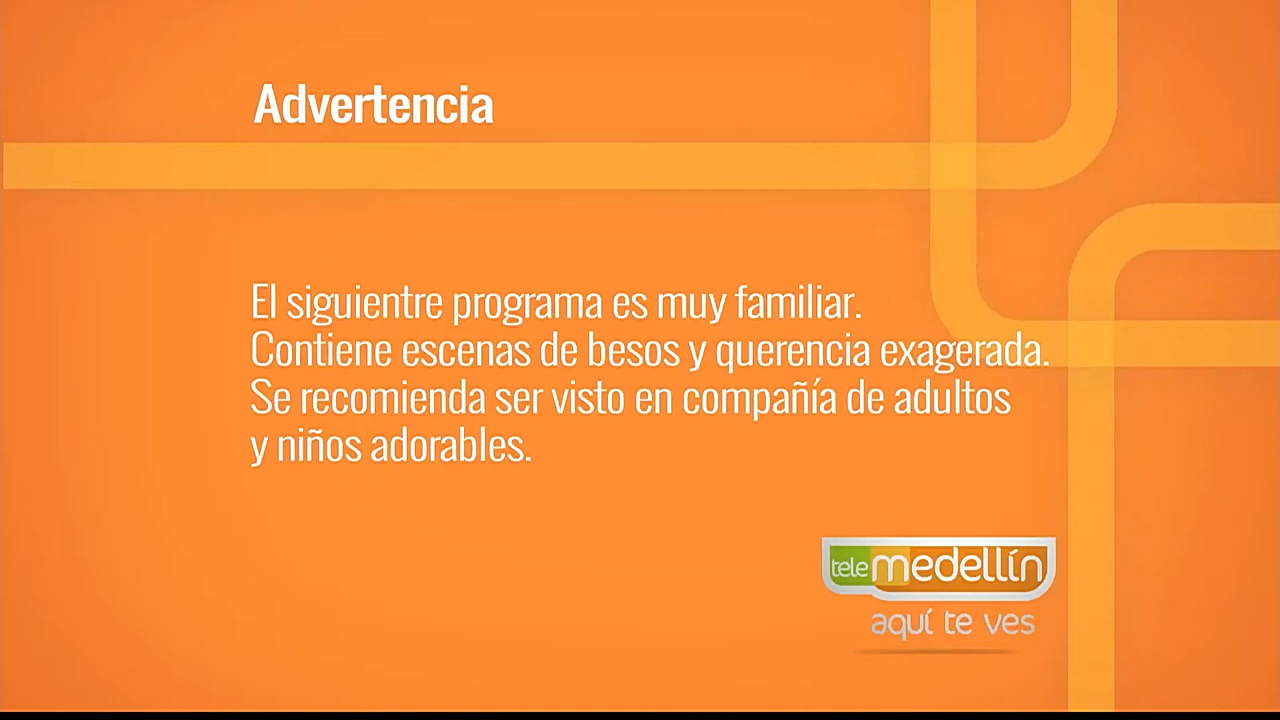 Advertencia
El siguientre programa es muy familiar.
Contiene escenas de besos y querencia exagerada.
Se recomienda ser visto en compañía de adultos
y niños adorables.
tele medellín
aquí te ves